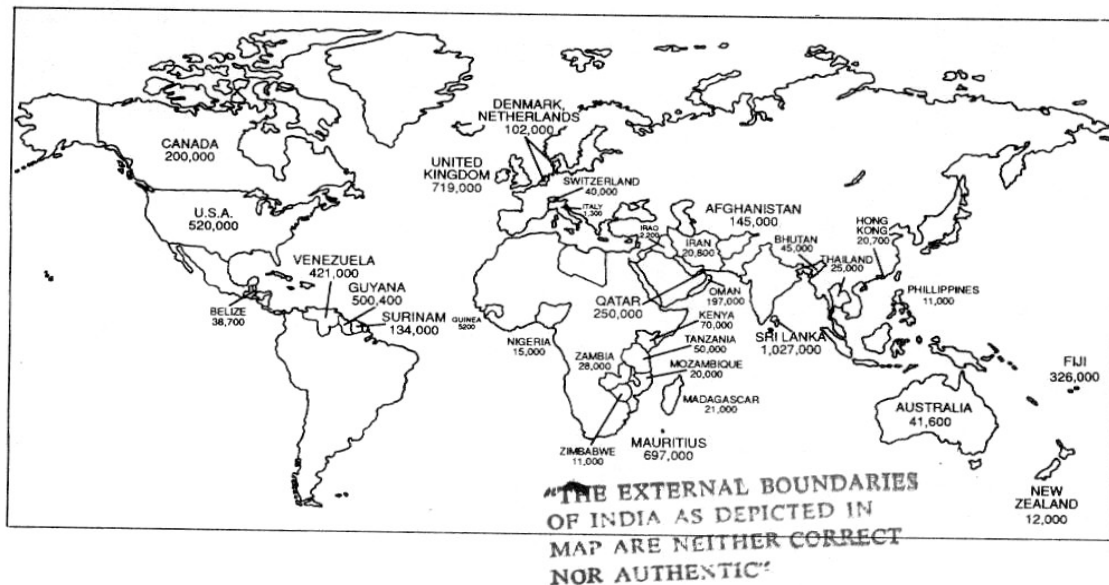 CANADA
200,000
U.S.A.
520,000
DENMARK,
NETHERLANDS
102,000
UNITED
KINGDOM
719,000
SWITZERLAND
40,000
ITALY
1,300
AFGHANISTAN
145,000
IRAQ
2,200
IRAN
20,800
BHUTAN
45,000
HONG
KONG
20,700
THAILAND
25,000
PHILLIPPINES
11,000
VENEZUELA
421,000
GUYANA
500,400
SURINAM
134,000
BELIZE
38,700
GUINEA
5200
NIGERIA
15,000
QATAR
250,000
OMAN
197,000
KENYA
70,000
TANZANIA
50,000
SRI LANKA
1,027,000
ZAMBIA
28,000
MOZAMBIQUE
20,000
MADAGASCAR
21,000
ZIMBABWE
11,000
MAURITIUS
697,000
FIJI
326,000
AUSTRALIA
41,600
NEW
ZEALAND
12,000
"THE EXTERNAL BOUNDARIES
OF INDIA AS DEPICTED IN
MAP ARE NEITHER CORRECT
NOR AUTHENTIC"